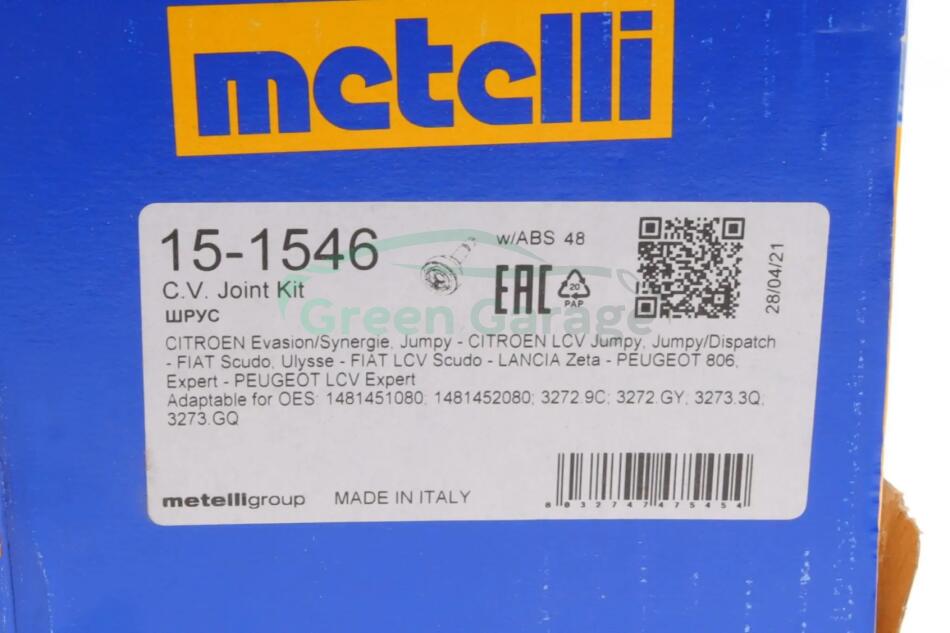 metelli
15-1546
w/ABS 48
C.V. Joint Kit
ШРУС
EAC
20
PAP
28/04/21
Green Garage
CITROEN Evasion/Synergie, Jumpy - CITROEN LCV Jumpy, Jumpy/Dispatch
- FIAT Scudo, Ulysse - FIAT LCV Scudo - LANCIA Zeta - PEUGEOT 806,
Expert - PEUGEOT LCV Expert
Adaptable for OES: 1481451080; 1481452080; 3272.9C; 3272.GY; 3273.3Q;
3273.GQ
metelligroup MADE IN ITALY
8032747475454